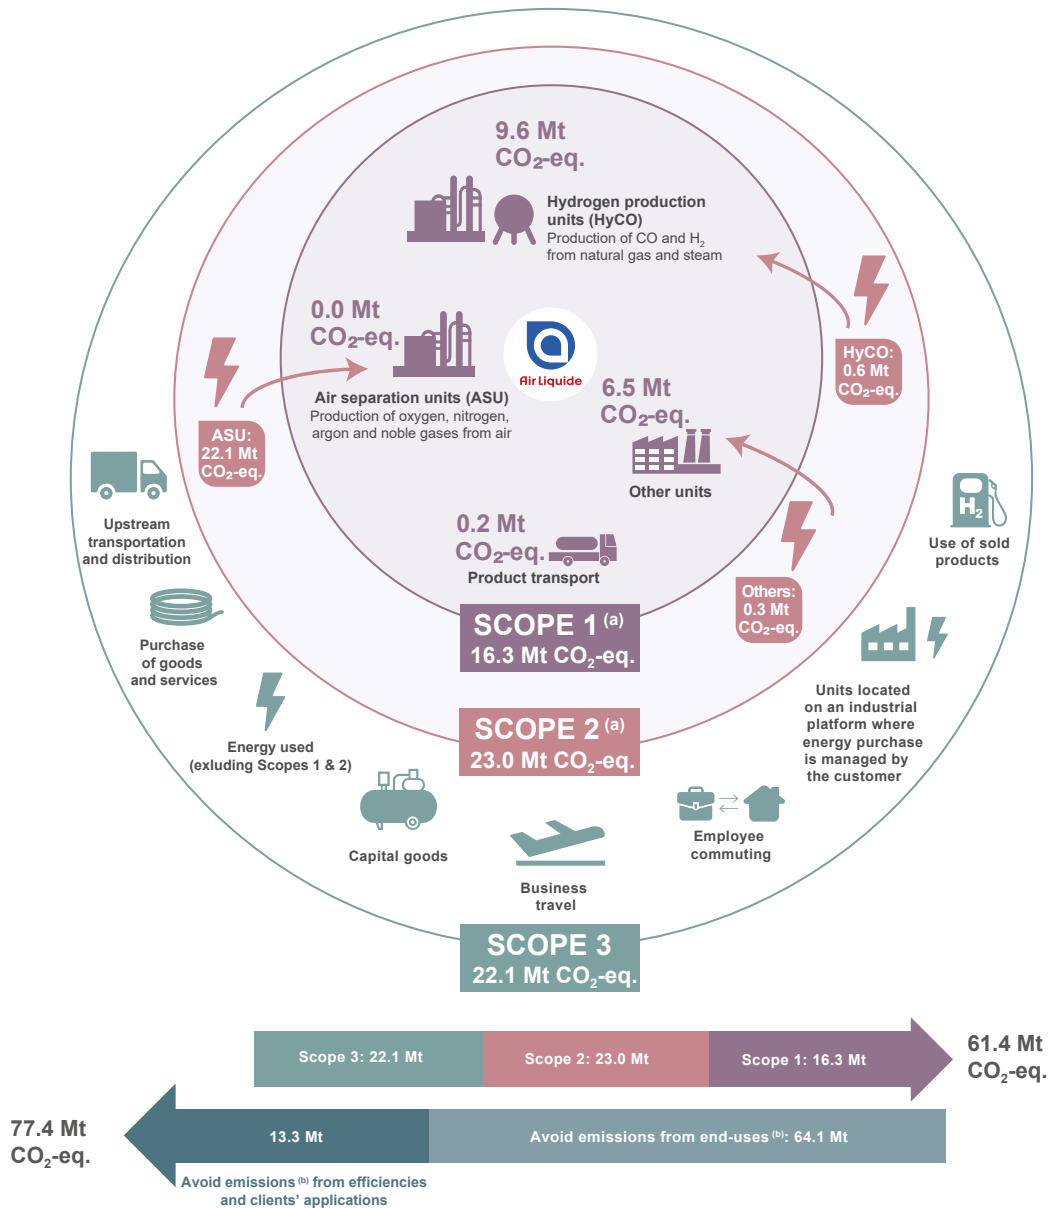 9.6 Mt
CO₂-eq.
Hydrogen production
units (HyCO)
Production of CO and H₂
from natural gas and steam
0.0 Mt
CO₂-eq.
Air Liquide
HyCO:
0.6 Mt
CO₂-eq.
Air separation units (ASU)
Production of oxygen, nitrogen,
argon and noble gases from air
6.5 Mt
CO₂-eq.
ASU:
22.1 Mt
CO₂-eq.
Other units
Upstream
transportation
and distribution
0.2 Mt
CO₂-eq.
Product transport
H₂
Use of sold
products
Others:
0.3 Mt
CO₂-eq.
SCOPE 1 (a)
16.3 Mt CO₂-eq.
Purchase
of goods
and services
Units located
on an industrial
platform where
energy purchase
is managed by
the customer
SCOPE 2 (a)
23.0 Mt CO₂-eq.
Energy used
(exluding Scopes 1 & 2)
Capital goods
Employee
commuting
Business
travel
SCOPE 3
22.1 Mt CO₂-eq.
Scope 3: 22.1 Mt
Scope 2: 23.0 Mt
Scope 1: 16.3 Mt
61.4 Mt
CO₂-eq.
77.4 Mt
CO₂-eq.
13.3 Mt
Avoid emissions from end-uses (b): 64.1 Mt
Avoid emissions (b) from efficiencies
and clients' applications